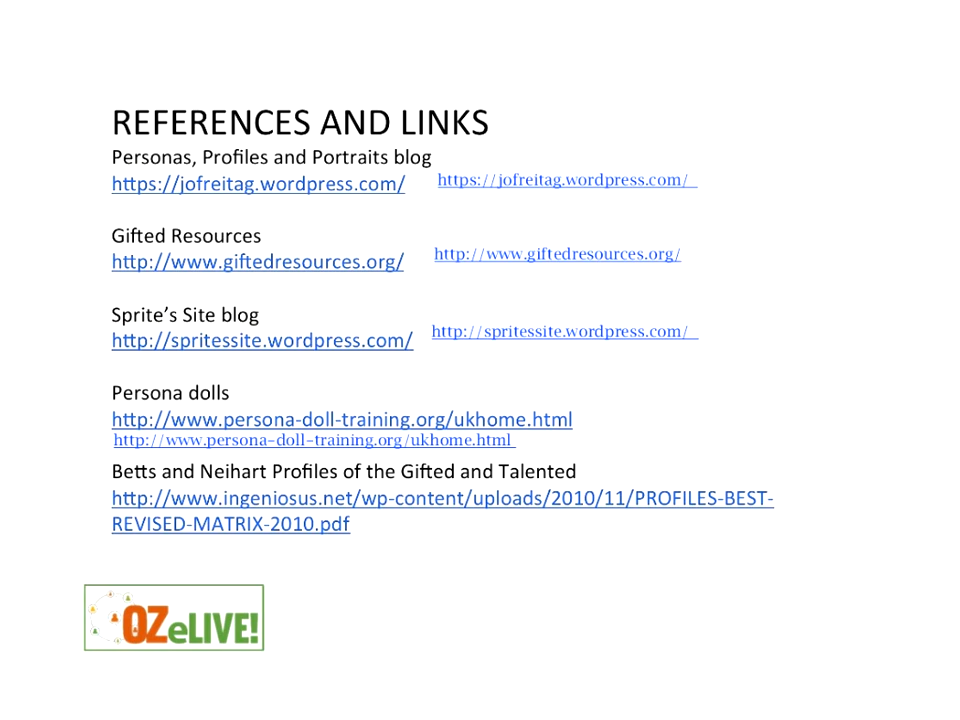 REFERENCES AND LINKS
Personas, Profiles and Portraits blog
https://jofreitag.wordpress.com/ https://jofreitag.wordpress.com/
Gifted Resources
http://www.giftedresources.org/ http://www.giftedresources.org/
Sprite’s Site blog
http://spritessite.wordpress.com/ http://spritessite.wordpress.com/
Persona dolls
http://www.persona-doll-training.org/ukhome.html
http://www.persona-doll-training.org/ukhome.html
Betts and Neihart Profiles of the Gifted and Talented
http://www.ingeniosus.net/wp-content/uploads/2010/11/PROFILES-BEST-
REVISED-MATRIX-2010.pdf
OZeLIVE!